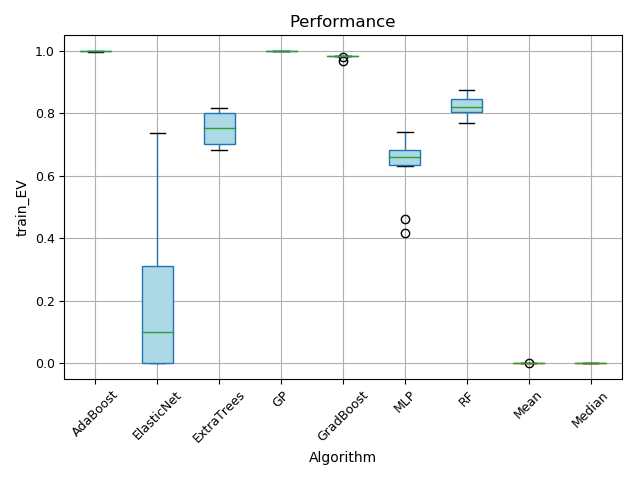 Performance
train_EV
1.0
0.8
0.6
0.4
0.2
0.0
AdaBoost
ElasticNet
ExtraTrees
GP
GradBoost
MLP
RF
Mean
Median
Algorithm